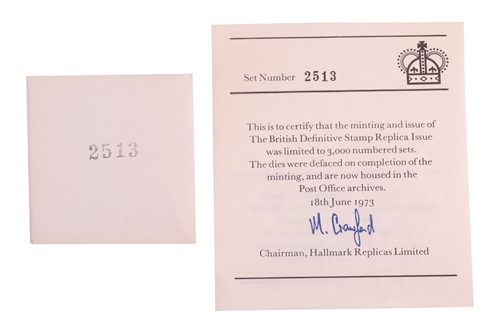 2513
Set Number 2513
This is to certify that the minting and issue of
The British Definitive Stamp Replica Issue
was limited to 3,000 numbered sets.
The dies were defaced on completion of the
minting, and are now housed in the
Post Office archives.
18th June 1973
M. Crawford
Chairman, Hallmark Replicas Limited